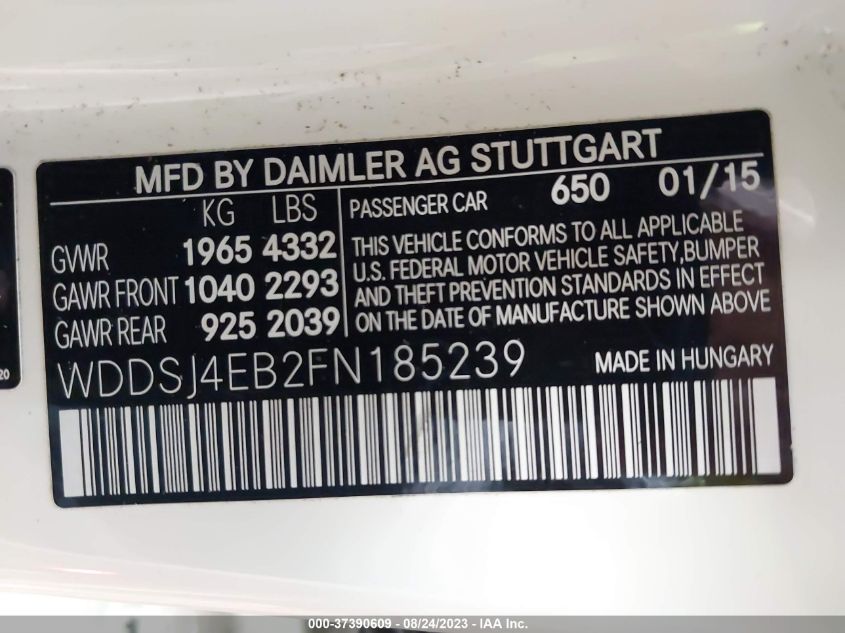 MFD BY DAIMLER AG STUTTGART
KG LBS
GVWR 1965 4332
GAWR FRONT 1040 2293
GAWR REAR 925 2039
PASSENGER CAR 650 01/15
THIS VEHICLE CONFORMS TO ALL APPLICABLE
U.S. FEDERAL MOTOR VEHICLE SAFETY,BUMPER
AND THEFT PREVENTION STANDARDS IN EFFECT
ON THE DATE OF MANUFACTURE SHOWN ABOVE
WDDSJ4EB2FN185239 MADE IN HUNGARY
20
000-37390609 - 08/24/2023 - IAA Inc.